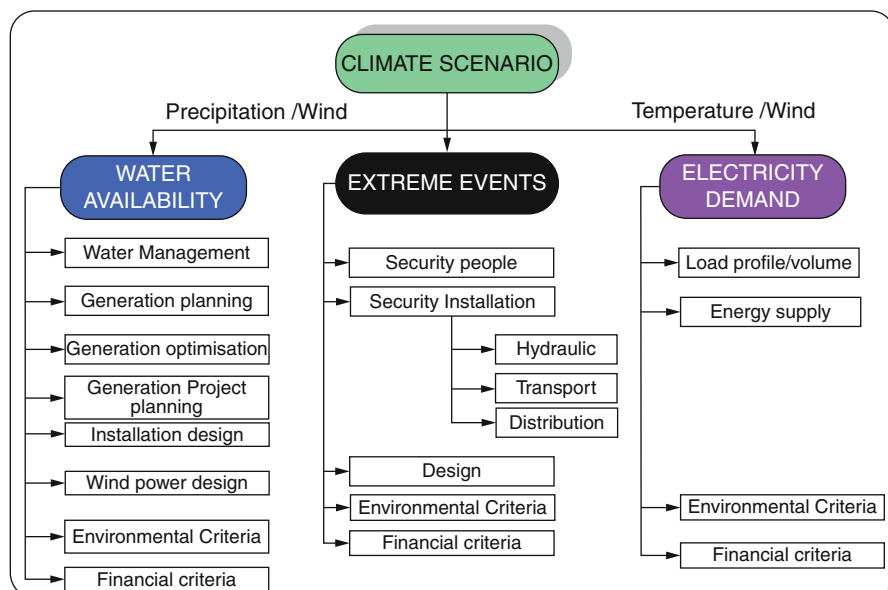 CLIMATE SCENARIO
Precipitation /Wind
Temperature /Wind
WATER
AVAILABILITY
Water Management
Generation planning
Generation optimisation
Generation Project
planning
Installation design
Wind power design
Environmental Criteria
Financial criteria
EXTREME EVENTS
Security people
Security Installation
Hydraulic
Transport
Distribution
Design
Environmental Criteria
Financial criteria
ELECTRICITY
DEMAND
Load profile/volume
Energy supply
Environmental Criteria
Financial criteria